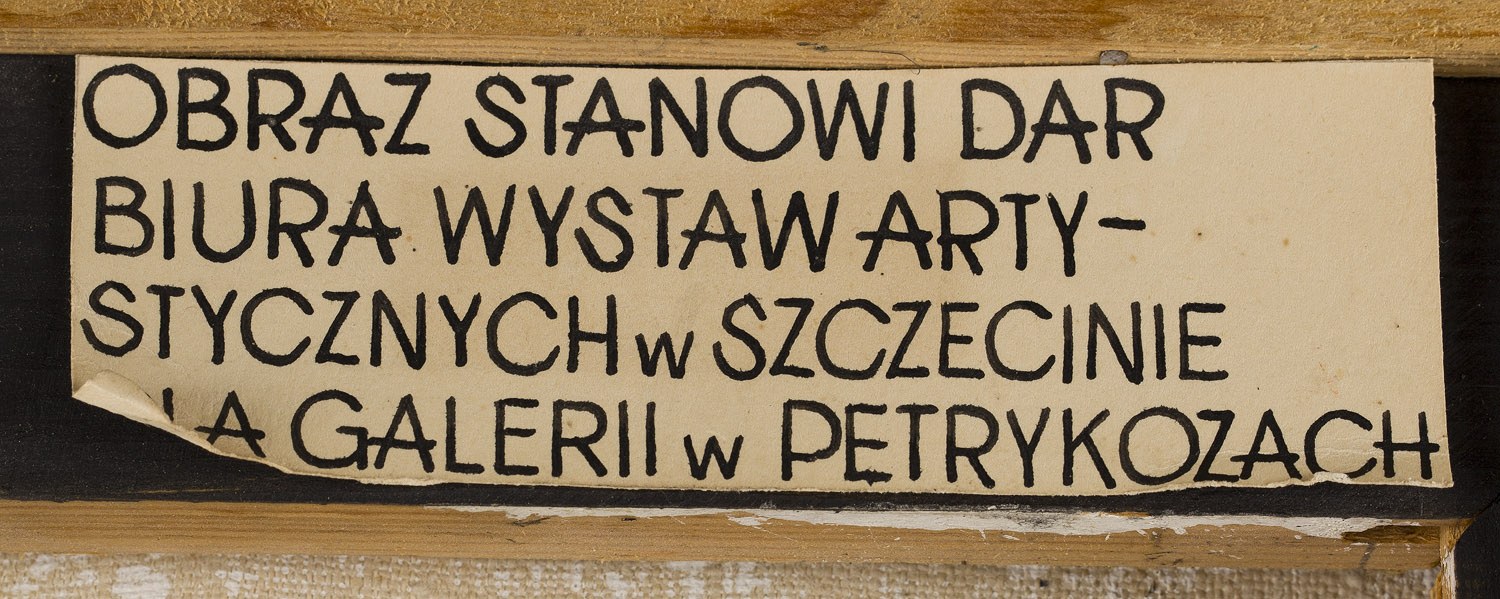 OBRAZ STANOWI DAR
BIURA WYSTAW ARTY-
STYCZNYCH w SZCZECINIE
GALERII w PETRYKOZACH